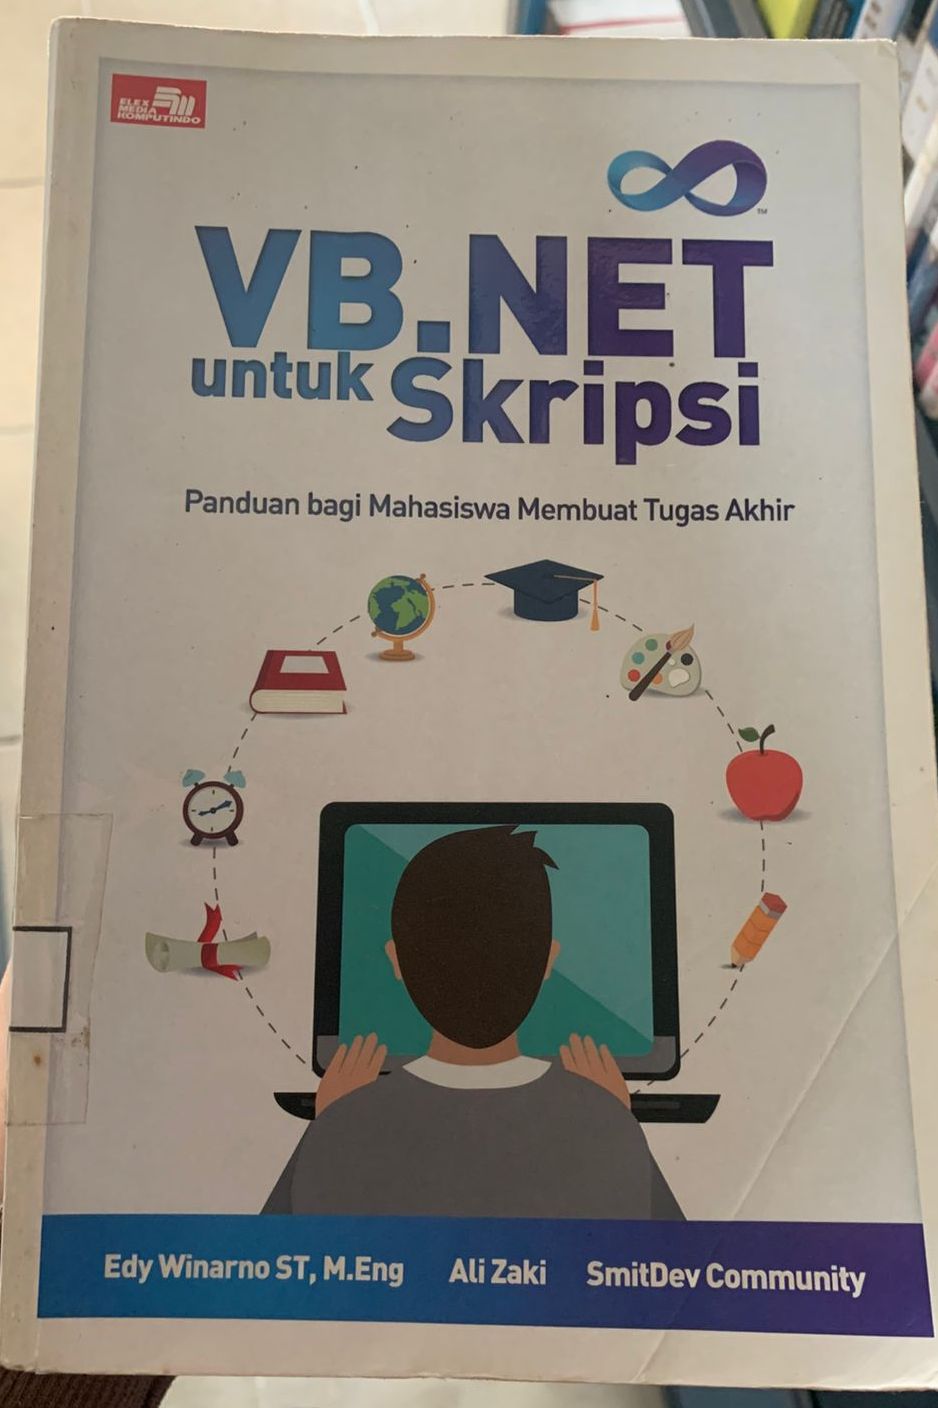 ELEX
MEDIA
KOMPUTINDO
TM
VB.NET
untuk Skripsi
Panduan bagi Mahasiswa Membuat Tugas Akhir
Edy Winarno ST, M.Eng Ali Zaki SmitDev Community